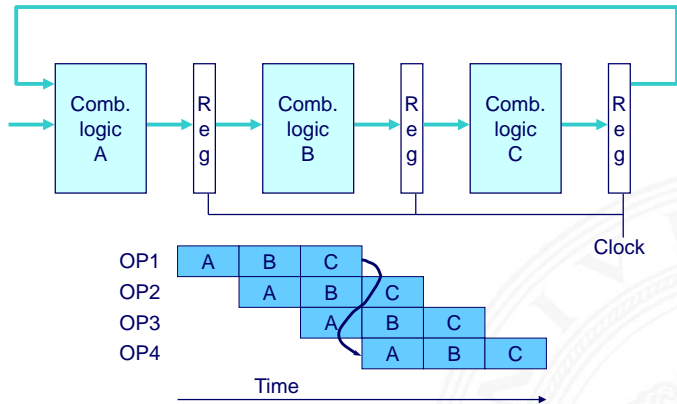 Comb.
logic
A
R
e
g
Comb.
logic
B
R
e
g
Comb.
logic
C
R
e
g
Clock
OP1 A B C
OP2 A B C
OP3 A B C
OP4 A B C
Time